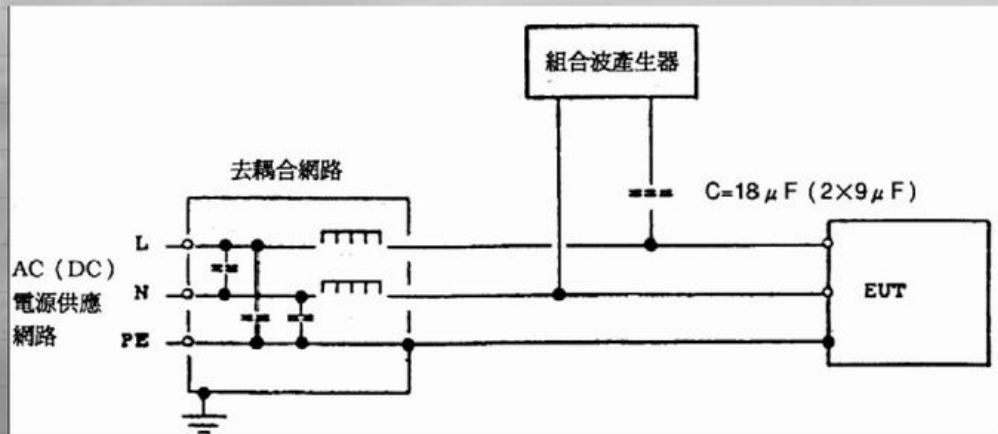 組合波產生器
去耦合網路
C=18μF(2×9μF)
L
AC(DC)
電源供應
網路
N
PE
EUT